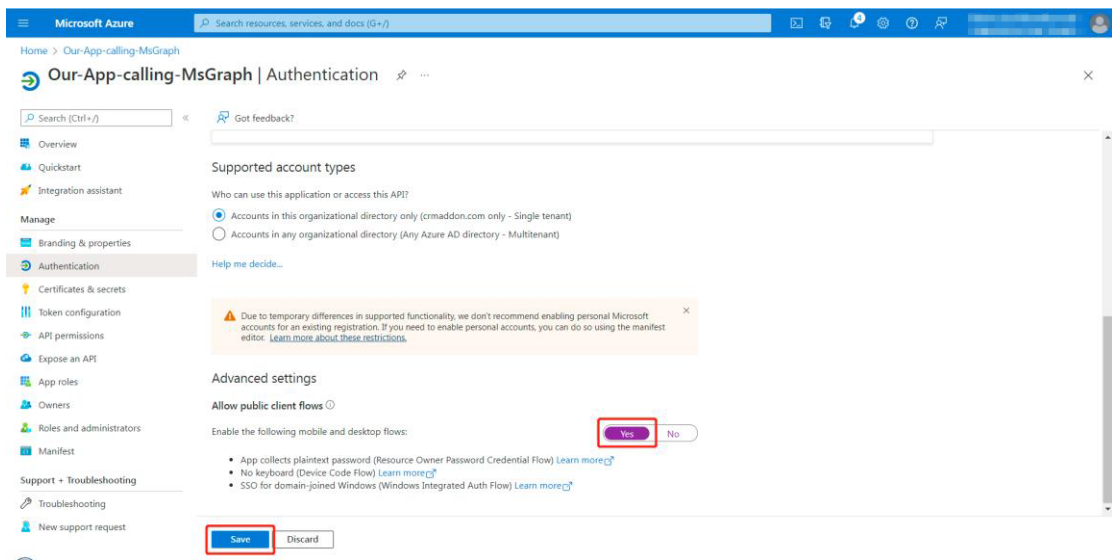 Microsoft Azure
Search resources, services, and docs (G+/)
4
Home > Our-App-calling-MsGraph
Our-App-calling-MsGraph | Authentication
Search (Ctrl+/)
Got feedback?
Overview
Quickstart
Integration assistant
Manage
Branding & properties
Authentication
Certificates & secrets
Token configuration
API permissions
Expose an API
App roles
Owners
Roles and administrators
Manifest
Support + Troubleshooting
Troubleshooting
New support request
Supported account types
Who can use this application or access this API?
Accounts in this organizational directory only (crmaddon.com only - Single tenant)
Accounts in any organizational directory (Any Azure AD directory - Multitenant)
Help me decide...
Due to temporary differences in supported functionality, we don't recommend enabling personal Microsoft
accounts for an existing registration. If you need to enable personal accounts, you can do so using the manifest
editor. Learn more about these restrictions.
Advanced settings
Allow public client flows
Enable the following mobile and desktop flows:
Yes No
• App collects plaintext password (Resource Owner Password Credential Flow) Learn more
• No keyboard (Device Code Flow) Learn more
• SSO for domain-joined Windows (Windows Integrated Auth Flow) Learn more
Save Discard